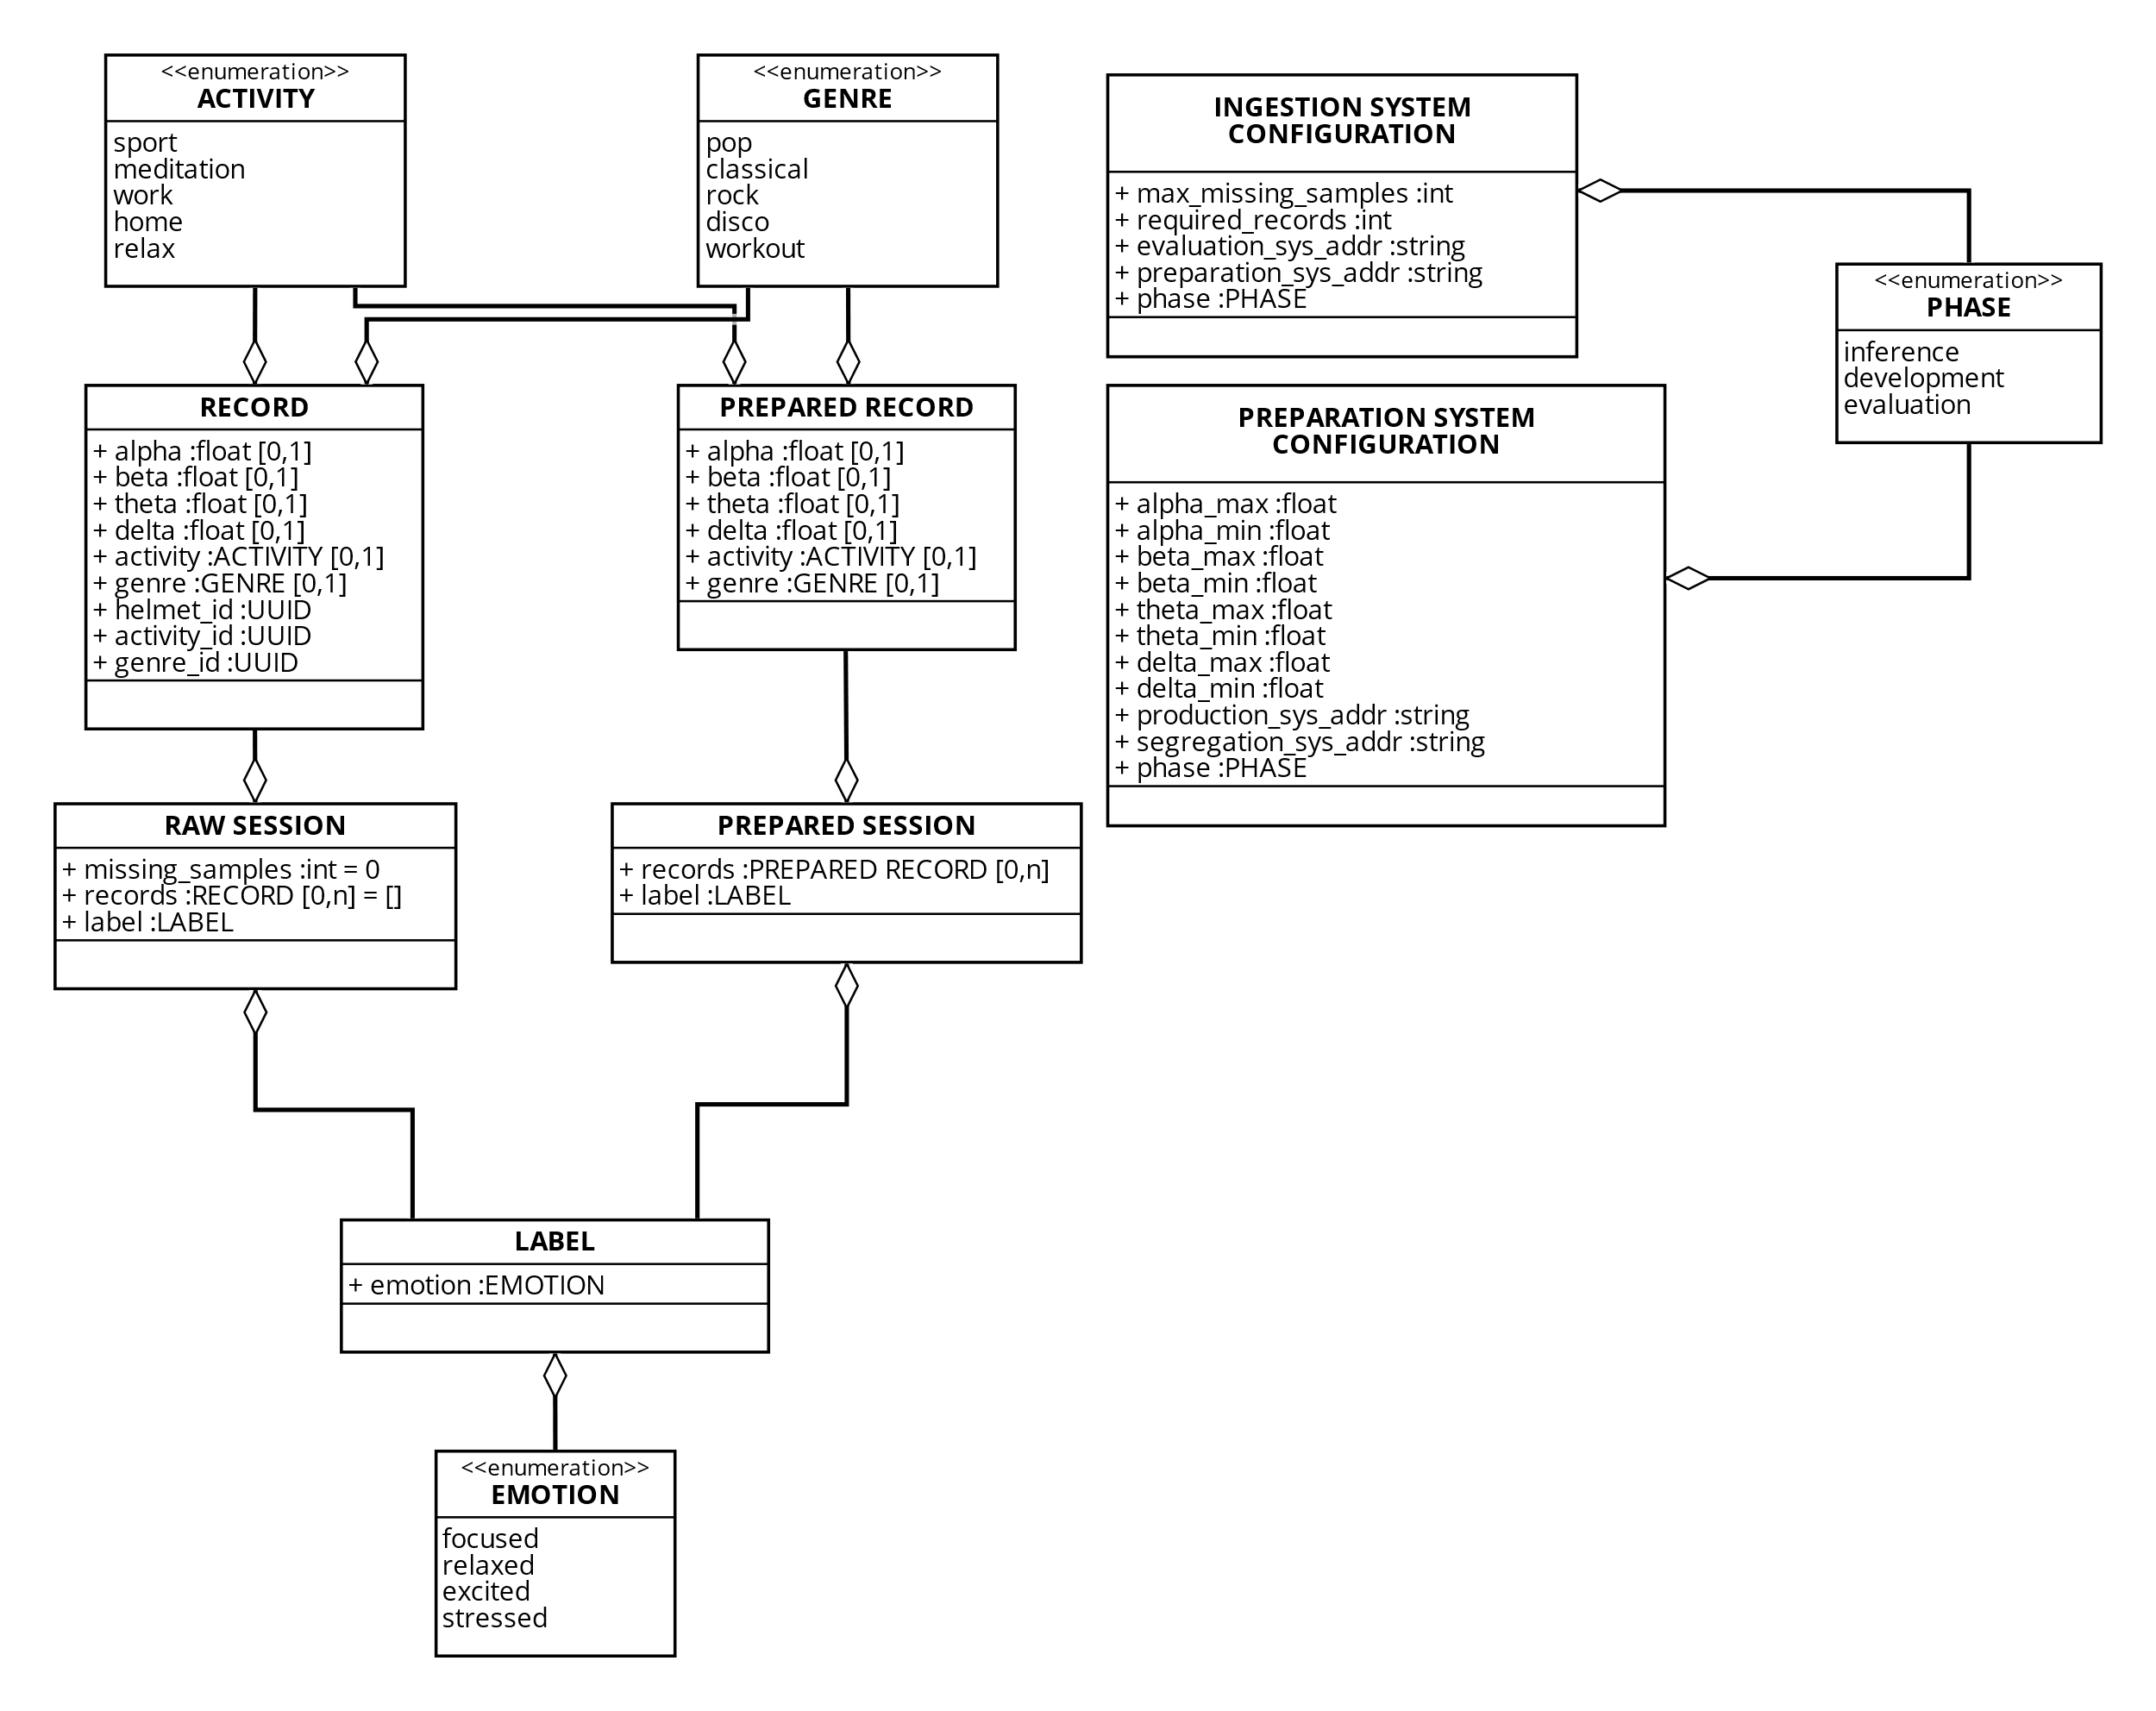 <<enumeration>>
ACTIVITY
sport
meditation
work
home
relax
<<enumeration>>
GENRE
pop
classical
rock
disco
workout
INGESTION SYSTEM
CONFIGURATION
+ max_missing_samples :int
+ required_records :int
+ evaluation_sys_addr :string
+ preparation_sys_addr :string
+ phase :PHASE
<<enumeration>>
PHASE
inference
development
evaluation
RECORD
+ alpha :float [0,1]
+ beta :float [0,1]
+ theta :float [0,1]
+ delta :float [0,1]
+ activity :ACTIVITY [0,1]
+ genre :GENRE [0,1]
+ helmet_id :UUID
+ activity_id :UUID
+ genre_id :UUID
PREPARED RECORD
+ alpha :float [0,1]
+ beta :float [0,1]
+ theta :float [0,1]
+ delta :float [0,1]
+ activity :ACTIVITY [0,1]
+ genre :GENRE [0,1]
PREPARATION SYSTEM
CONFIGURATION
+ alpha_max :float
+ alpha_min :float
+ beta_max :float
+ beta_min :float
+ theta_max :float
+ theta_min :float
+ delta_max :float
+ delta_min :float
+ production_sys_addr :string
+ segregation_sys_addr :string
+ phase :PHASE
RAW SESSION
+ missing_samples :int = 0
+ records :RECORD [0,n] = []
+ label :LABEL
PREPARED SESSION
+ records :PREPARED RECORD [0,n]
+ label :LABEL
LABEL
+ emotion :EMOTION
<<enumeration>>
EMOTION
focused
relaxed
excited
stressed